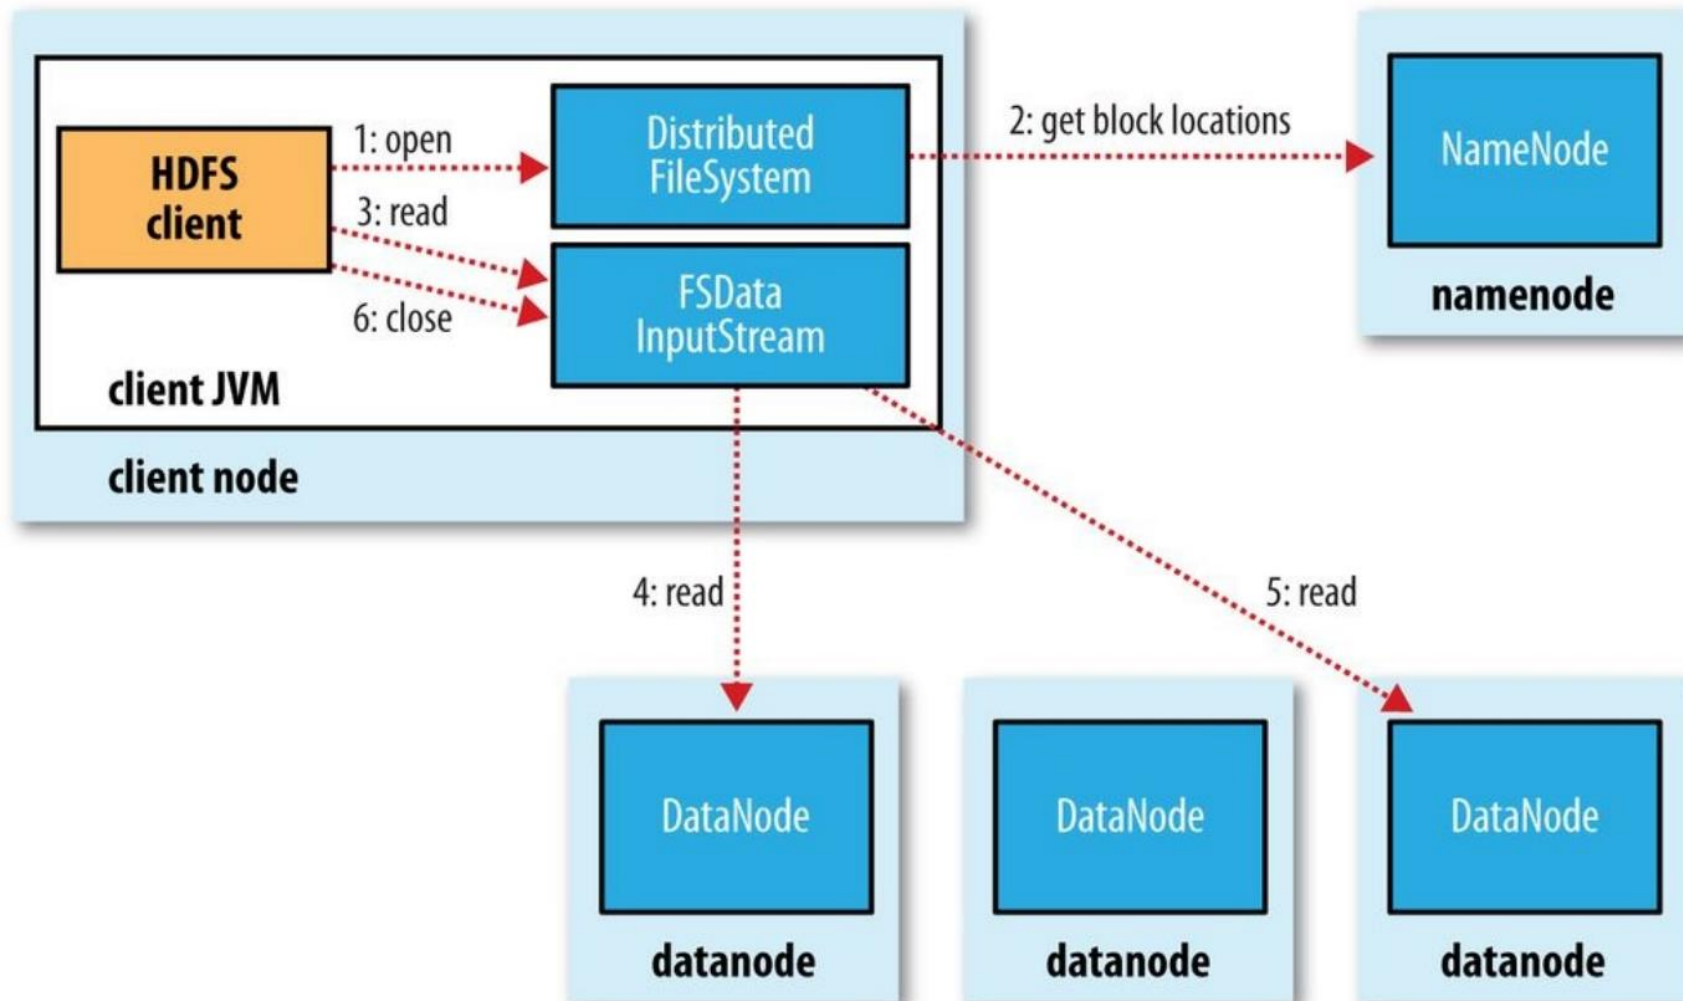 HDFS
client
1: open
3: read
6: close
Distributed
FileSystem
FSData
InputStream
client JVM
client node
2: get block locations
NameNode
namenode
4: read
5: read
DataNode
datanode
DataNode
datanode
DataNode
datanode